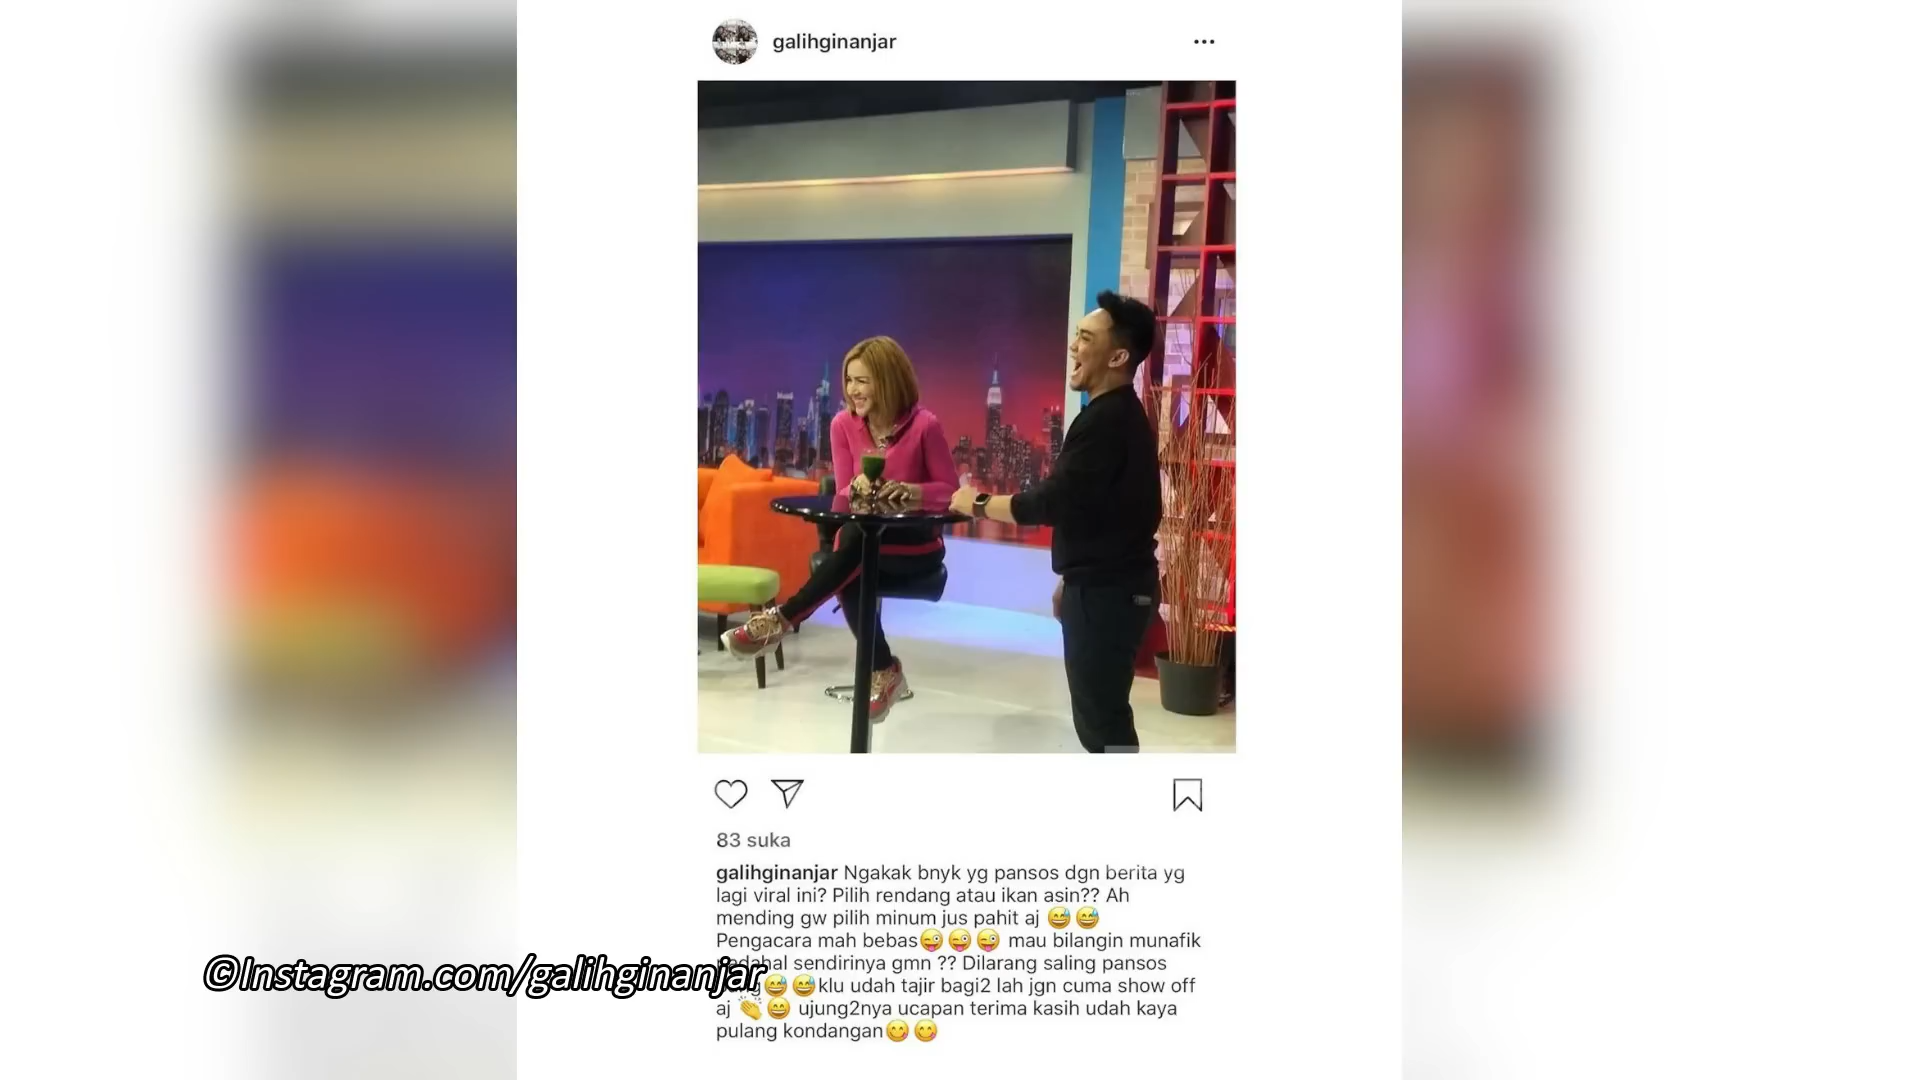 galihginanjar
83 suka
galihginanjar Ngakak bnyk yg pansos dgn berita yg
lagi viral ini? Pilih rendang atau ikan asin?? Ah
mending gw pilih minum jus pahit aj 😅😅
Pengacara mah bebas😜😜😜 mau bilangin munafik
padahal sendirinya gmn ?? Dilarang saling pansos
😅😅klu udah tajir bagi2 lah jgn cuma show off
aj 👏😄 ujung2nya ucapan terima kasih udah kaya
pulang kondangan😋😋
©Instagram.com/galihginanjar